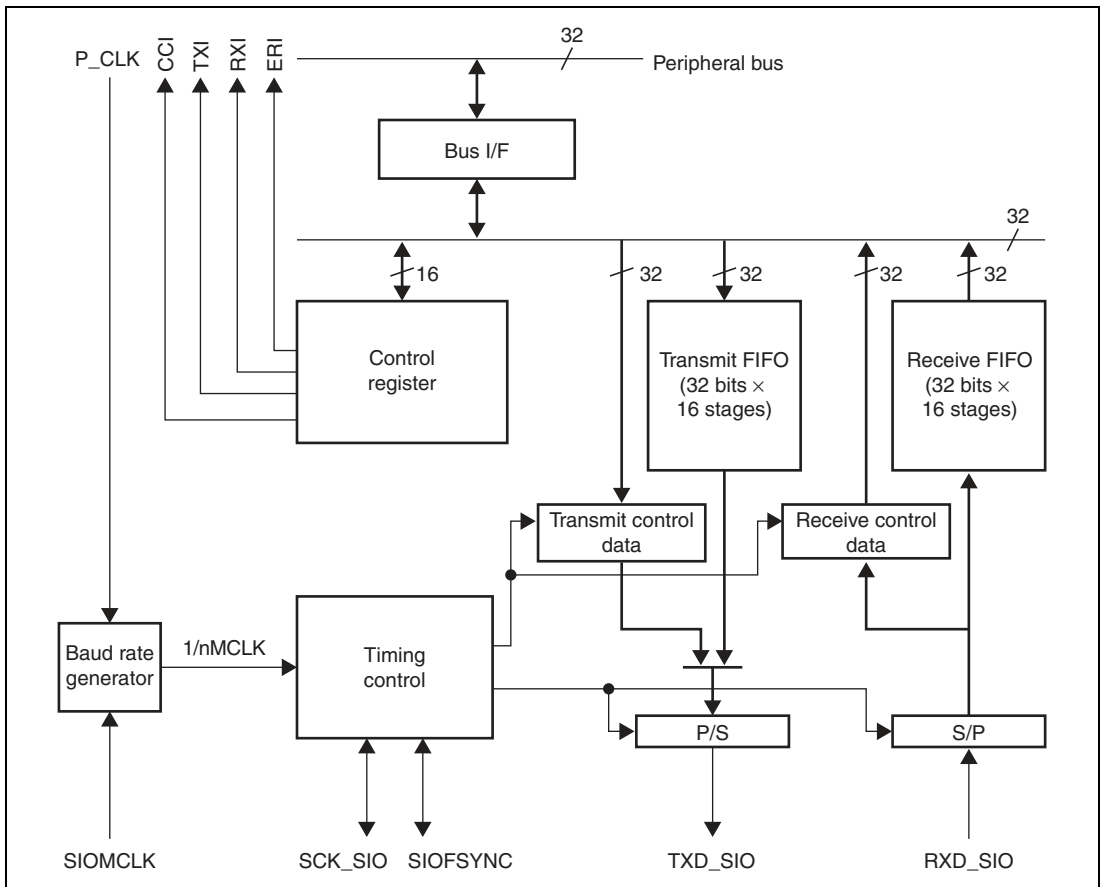 P_CLK
CCI
TXI
RXI
ERI
32
Peripheral bus
Bus I/F
32
16
32
32
32
32
Control
register
Transmit FIFO
(32 bits ×
16 stages)
Receive FIFO
(32 bits ×
16 stages)
Transmit control
data
Receive control
data
Baud rate
generator
1/nMCLK
Timing
control
P/S
S/P
SIOMCLK
SCK_SIO
SIOFSYNC
TXD_SIO
RXD_SIO